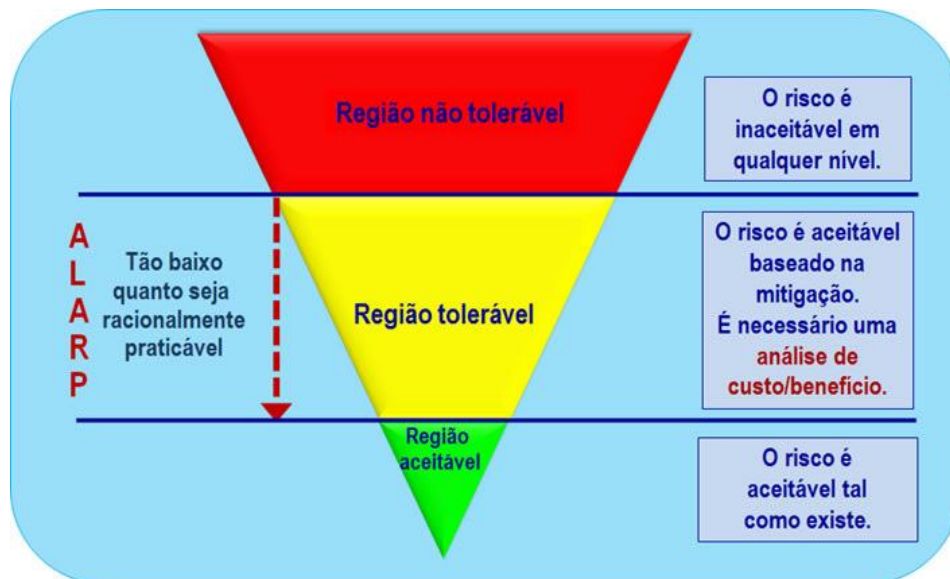 Região não tolerável
O risco é
inaceitável em
qualquer nível.
A
L
A
R
P
Tão baixo
quanto seja
racionalmente
praticável
Região tolerável
O risco é aceitável
baseado na
mitigação.
É necessário uma
análise de
custo/benefício.
Região
aceitável
O risco é
aceitável tal
como existe.